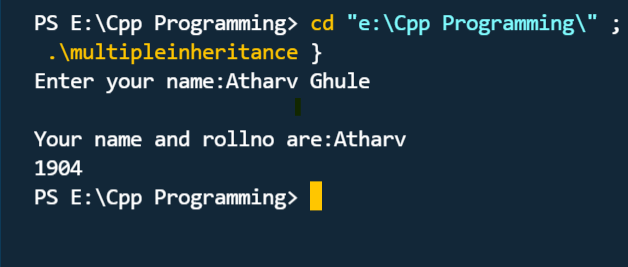 PS E:\Cpp Programming> cd "e:\Cpp Programming\" ;
.\multipleinheritance }
Enter your name:Atharv Ghule
Your name and rollno are:Atharv
1904
PS E:\Cpp Programming>